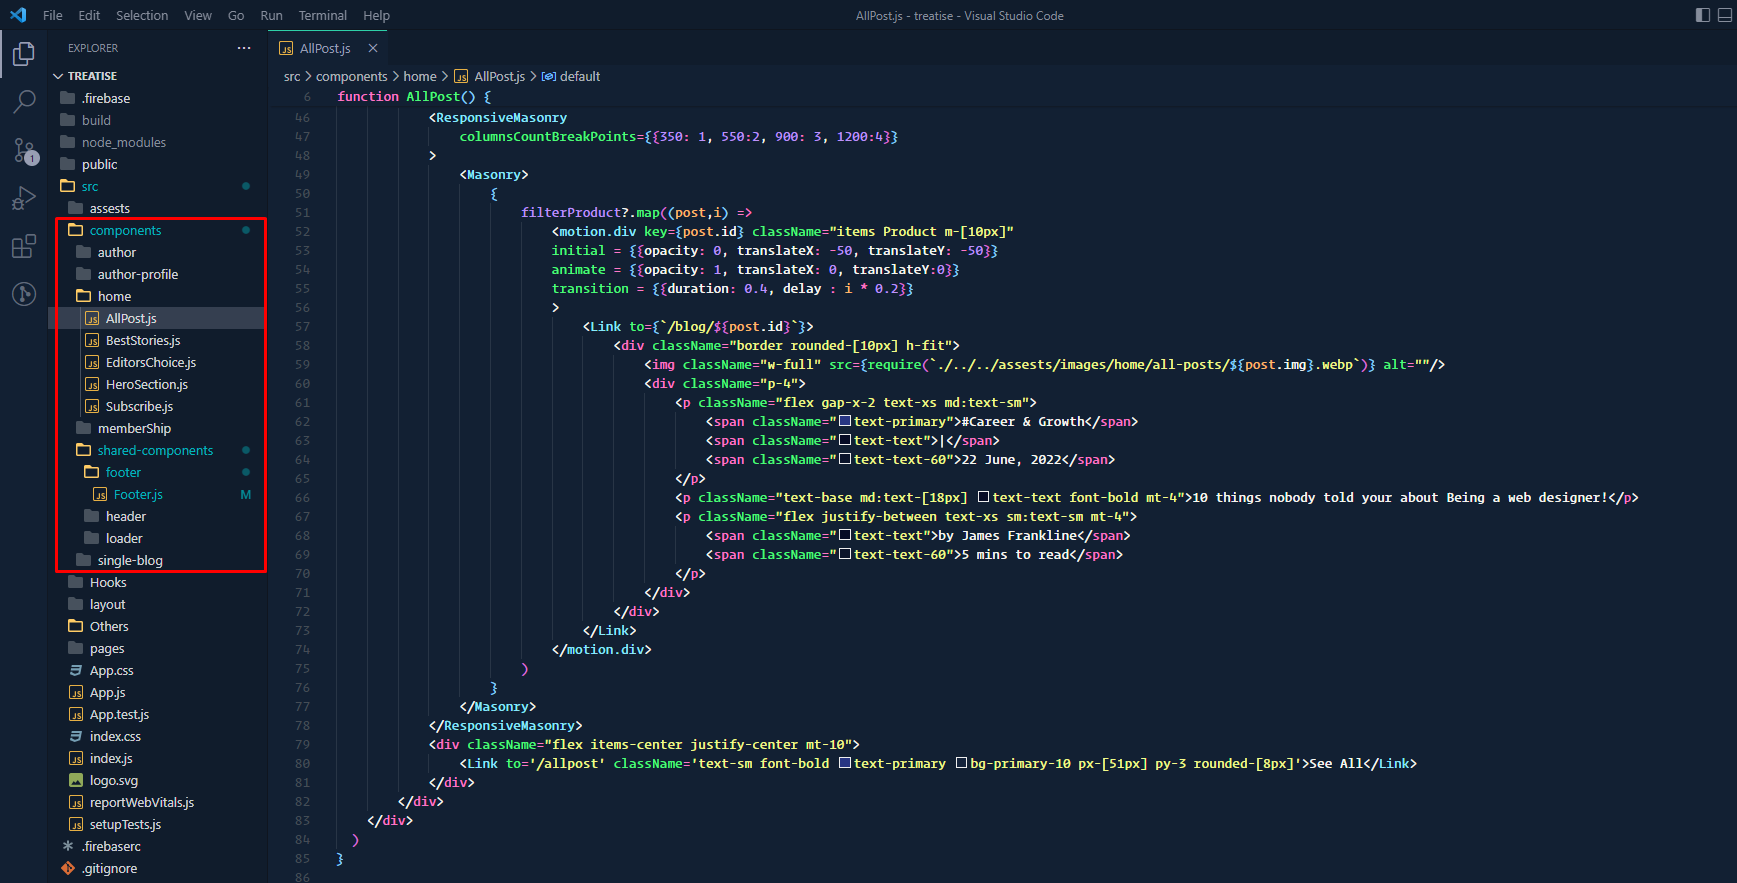 File Edit Selection View Go Run Terminal Help
AllPost.js - treatise - Visual Studio Code
EXPLORER ···
TREATISE
.firebase
build
node_modules
public
src
assests
components
author
author-profile
home
AllPost.js
BestStories.js
EditorsChoice.js
HeroSection.js
Subscribe.js
memberShip
shared-components
footer
Footer.js M
header
loader
single-blog
Hooks
layout
Others
pages
App.css
App.js
App.test.js
index.css
index.js
logo.svg
reportWebVitals.js
setupTests.js
.firebaserc
.gitignore
1
JS AllPost.js ×
src > components > home > JS AllPost.js > default
6 function AllPost() {
46 <ResponsiveMasonry
47 columnsCountBreakPoints={{350: 1, 550:2, 900: 3, 1200:4}}
48 >
49 <Masonry>
50 {
51 filterProduct?.map((post,i) =>
52 <motion.div key={post.id} className="items Product m-[10px]"
53 initial = {{opacity: 0, translateX: -50, translateY: -50}}
54 animate = {{opacity: 1, translateX: 0, translateY:0}}
55 transition = {{duration: 0.4, delay : i * 0.2}}
56 >
57 <Link to={`/blog/${post.id}`}>
58 <div className="border rounded-[10px] h-fit">
59 <img className="w-full" src={require(`./../../assests/images/home/all-posts/${post.img}.webp`)} alt=""/>
60 <div className="p-4">
61 <p className="flex gap-x-2 text-xs md:text-sm">
62 <span className="text-primary">#Career & Growth</span>
63 <span className="text-text">|</span>
64 <span className="text-text-60">22 June, 2022</span>
65 </p>
66 <p className="text-base md:text-[18px] text-text font-bold mt-4">10 things nobody told your about Being a web designer!</p>
67 <p className="flex justify-between text-xs sm:text-sm mt-4">
68 <span className="text-text">by James Frankline</span>
69 <span className="text-text-60">5 mins to read</span>
70 </p>
71 </div>
72 </div>
73 </Link>
74 </motion.div>
75 )
76 }
77 </Masonry>
78 </ResponsiveMasonry>
79 <div className="flex items-center justify-center mt-10">
80 <Link to='/allpost' className='text-sm font-bold text-primary bg-primary-10 px-[51px] py-3 rounded-[8px]'>See All</Link>
81 </div>
82 </div>
83 </div>
84 )
85 }
86